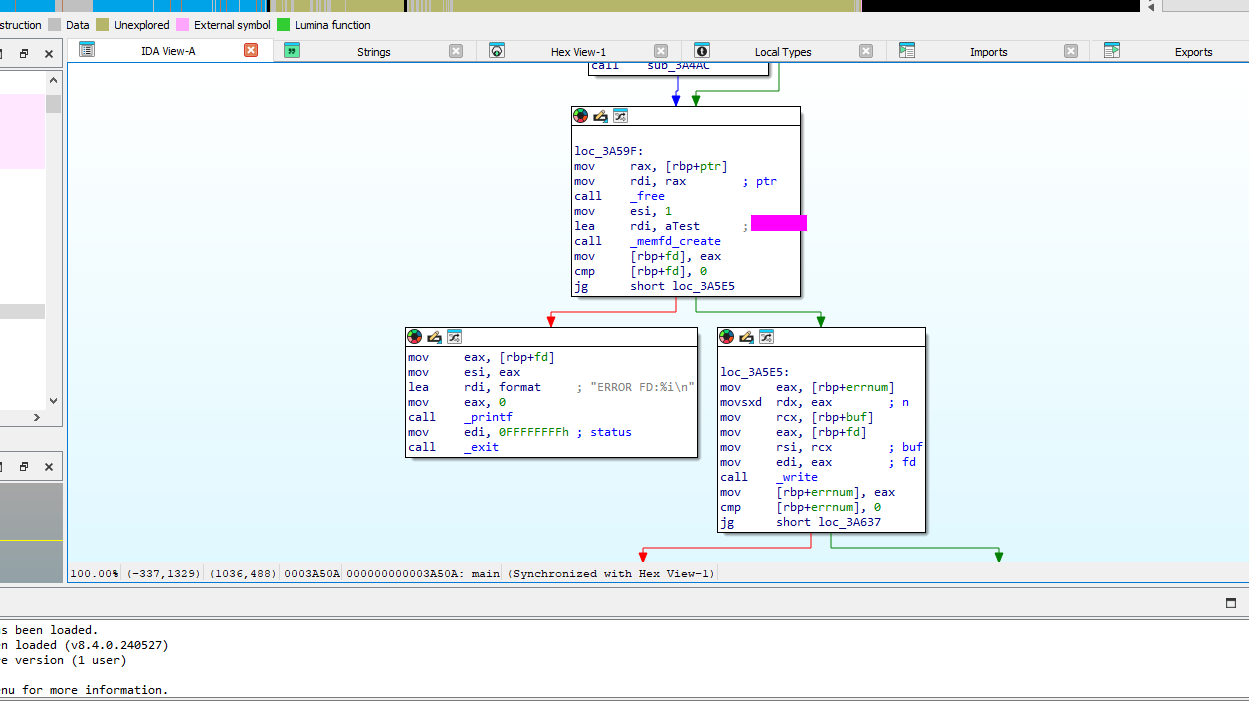 struction Data Unexplored External symbol Lumina function
IDA View-A Strings Hex View-1 Local Types Imports Exports
call sub_3A4AC
loc_3A59F:
mov rax, [rbp+ptr]
mov rdi, rax ; ptr
call _free
mov esi, 1
lea rdi, aTest ;
call _memfd_create
mov [rbp+fd], eax
cmp [rbp+fd], 0
jg short loc_3A5E5
mov eax, [rbp+fd]
mov esi, eax
lea rdi, format ; "ERROR FD:%i\n"
mov eax, 0
call _printf
mov edi, 0FFFFFFFFh ; status
call _exit
loc_3A5E5:
mov eax, [rbp+errnum]
movsxd rdx, eax ; n
mov rcx, [rbp+buf]
mov eax, [rbp+fd]
mov rsi, rcx ; buf
mov edi, eax ; fd
call _write
mov [rbp+errnum], eax
cmp [rbp+errnum], 0
jg short loc_3A637
100.00% (-337,1329) (1036,488) 0003A50A 000000000003A50A: main (Synchronized with Hex View-1)
s been loaded.
n loaded (v8.4.0.240527)
e version (1 user)
nu for more information.